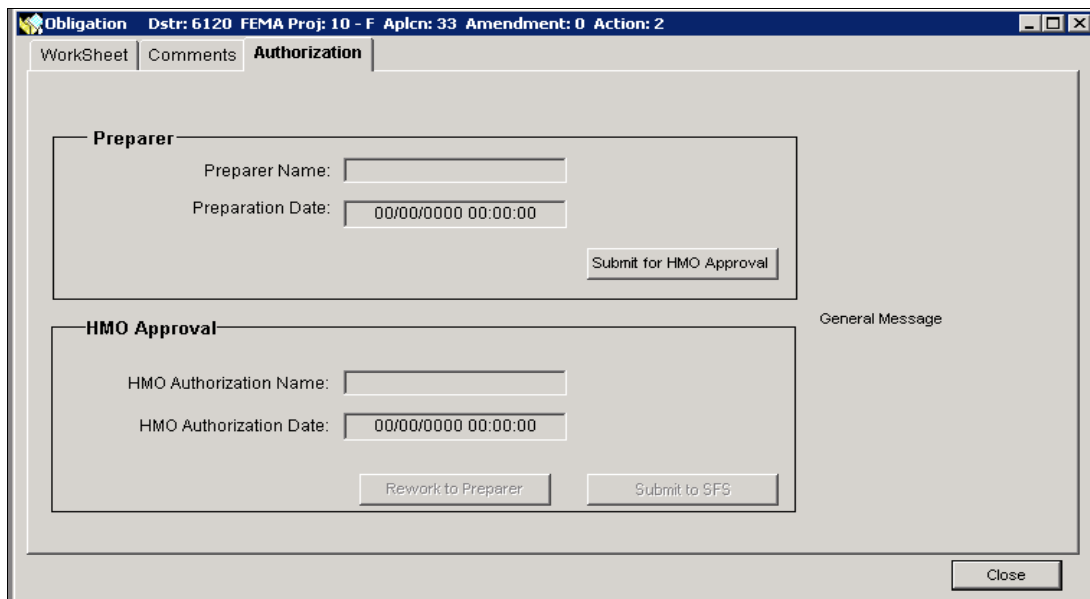 Obligation Dstr: 6120 FEMA Proj: 10 - F Aplcn: 33 Amendment: 0 Action: 2
WorkSheet Comments Authorization
Preparer
Preparer Name:
Preparation Date: 00/00/0000 00:00:00
Submit for HMO Approval
General Message
HMO Approval
HMO Authorization Name:
HMO Authorization Date: 00/00/0000 00:00:00
Rework to Preparer Submit to SFS
Close